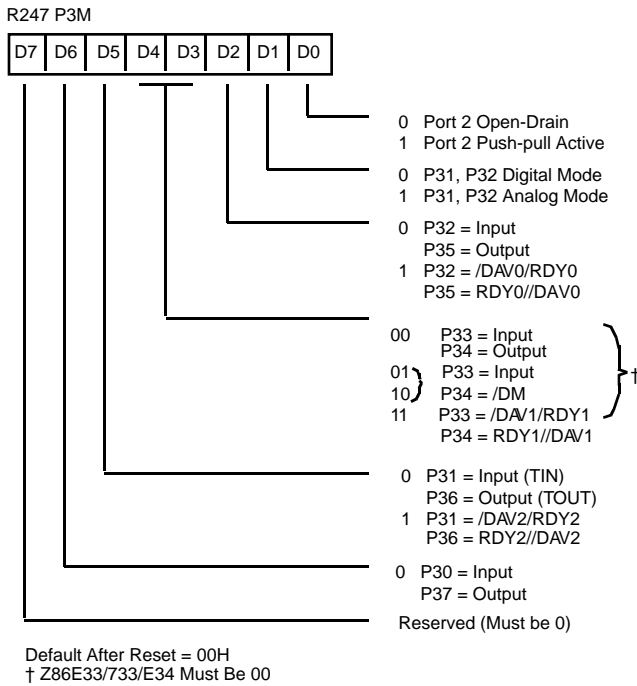 R247 P3M
D7 D6 D5 D4 D3 D2 D1 D0
0 Port 2 Open-Drain
1 Port 2 Push-pull Active
0 P31, P32 Digital Mode
1 P31, P32 Analog Mode
0 P32 = Input
P35 = Output
1 P32 = /DAV0/RDY0
P35 = RDY0//DAV0
00 P33 = Input
P34 = Output
01 P33 = Input
10 P34 = /DM
11 P33 = /DAV1/RDY1
P34 = RDY1//DAV1
†
0 P31 = Input (TIN)
P36 = Output (TOUT)
1 P31 = /DAV2/RDY2
P36 = RDY2//DAV2
0 P30 = Input
P37 = Output
Reserved (Must be 0)
Default After Reset = 00H
† Z86E33/733/E34 Must Be 00